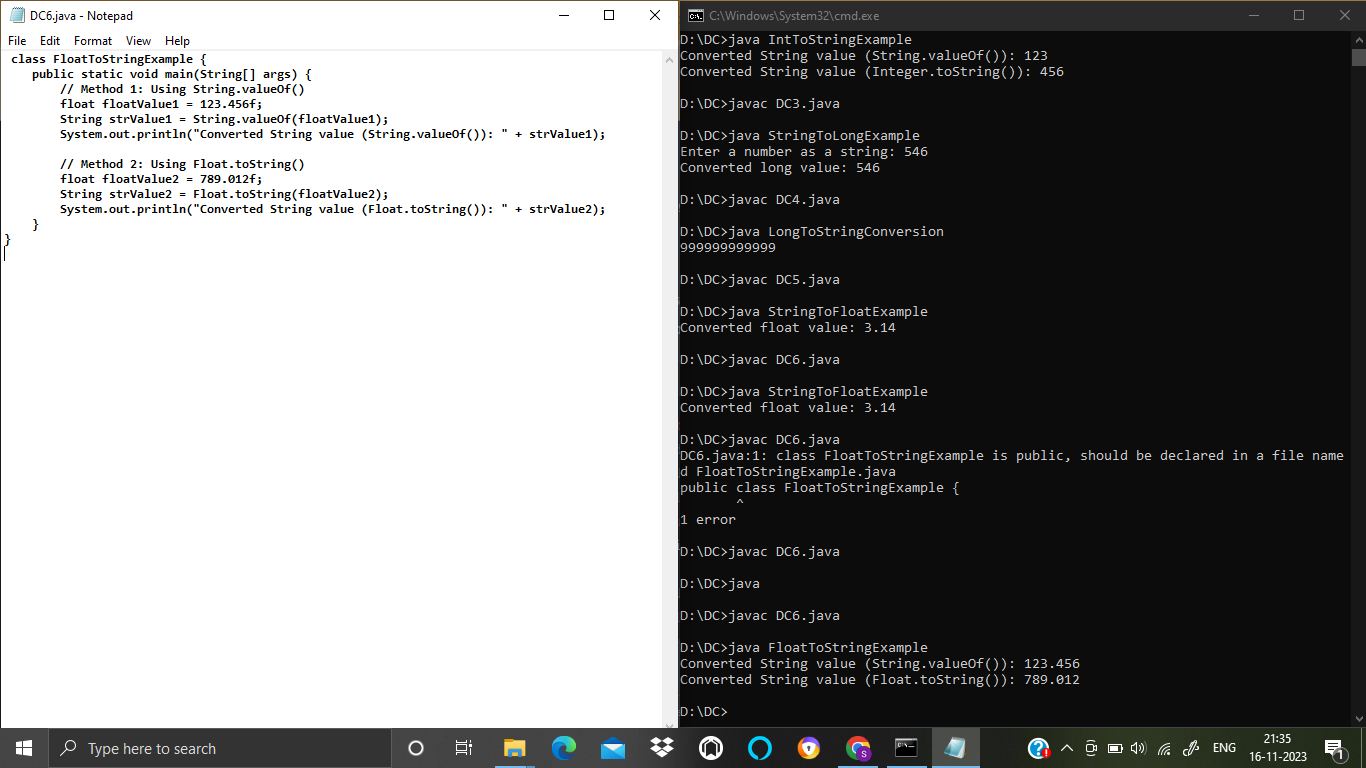 DC6.java - Notepad
File Edit Format View Help
class FloatToStringExample {
public static void main(String[] args) {
// Method 1: Using String.valueOf()
float floatValue1 = 123.456f;
String strValue1 = String.valueOf(floatValue1);
System.out.println("Converted String value (String.valueOf()): " + strValue1);
// Method 2: Using Float.toString()
float floatValue2 = 789.012f;
String strValue2 = Float.toString(floatValue2);
System.out.println("Converted String value (Float.toString()): " + strValue2);
}
}
C:\Windows\System32\cmd.exe
D:\DC>java IntToStringExample
Converted String value (String.valueOf()): 123
Converted String value (Integer.toString()): 456
D:\DC>javac DC3.java
D:\DC>java StringToLongExample
Enter a number as a string: 546
Converted long value: 546
D:\DC>javac DC4.java
D:\DC>java LongToStringConversion
999999999999
D:\DC>javac DC5.java
D:\DC>java StringToFloatExample
Converted float value: 3.14
D:\DC>javac DC6.java
D:\DC>java StringToFloatExample
Converted float value: 3.14
D:\DC>javac DC6.java
DC6.java:1: class FloatToStringExample is public, should be declared in a file name
d FloatToStringExample.java
public class FloatToStringExample {
^
1 error
D:\DC>javac DC6.java
D:\DC>java
D:\DC>javac DC6.java
D:\DC>java FloatToStringExample
Converted String value (String.valueOf()): 123.456
Converted String value (Float.toString()): 789.012
D:\DC>
Type here to search
ENG
21:35
16-11-2023
1